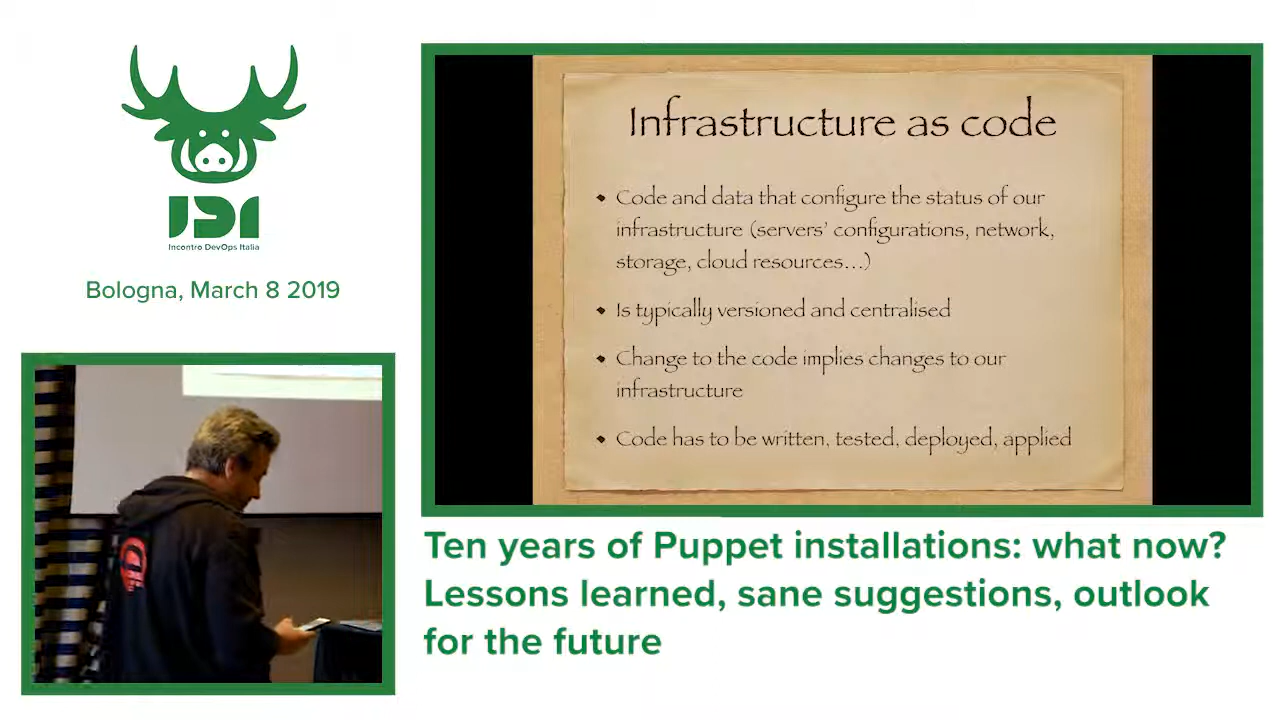 IDI
Incontro DevOps Italia
Bologna, March 8 2019
Infrastructure as code
Code and data that configure the status of our
infrastructure (servers' configurations, network,
storage, cloud resources...)
Is typically versioned and centralised
Change to the code implies changes to our
infrastructure
Code has to be written, tested, deployed, applied
Ten years of Puppet installations: what now?
Lessons learned, sane suggestions, outlook
for the future